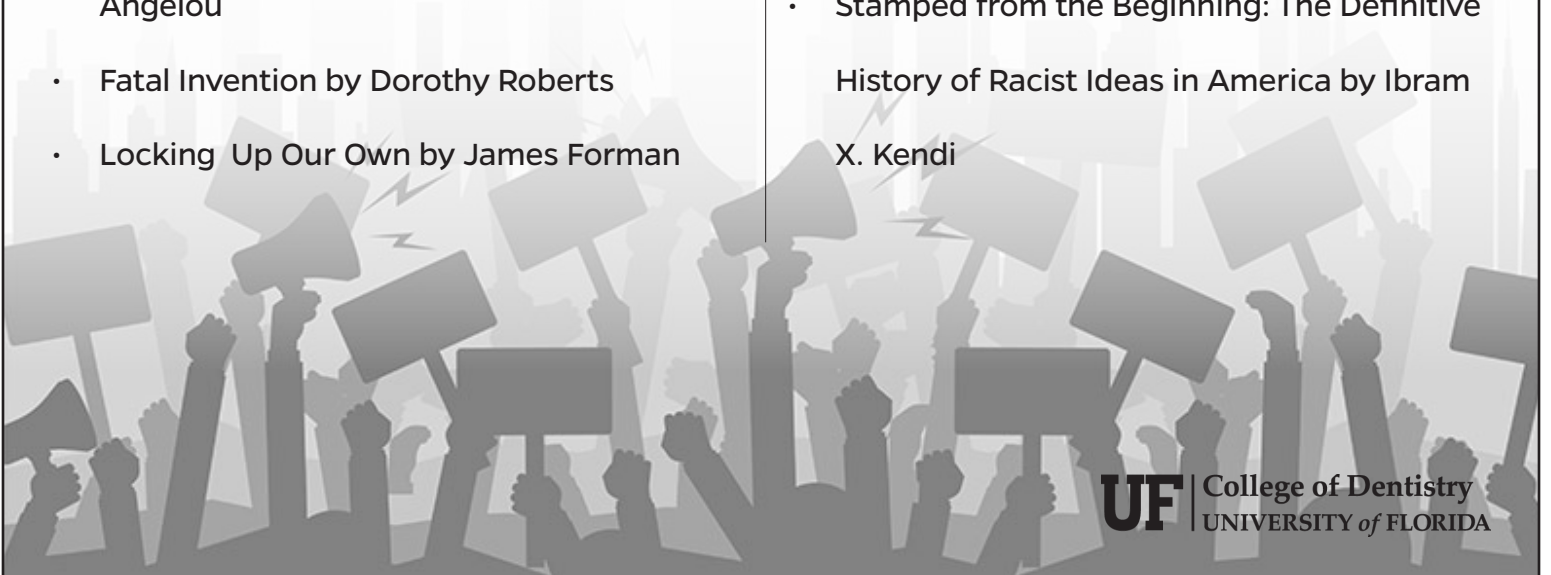 Angelou
· Fatal Invention by Dorothy Roberts
· Locking  Up Our Own by James Forman
· Stamped from the Beginning: The Definitive
History of Racist Ideas in America by Ibram
X. Kendi
UF College of Dentistry
UNIVERSITY of FLORIDA